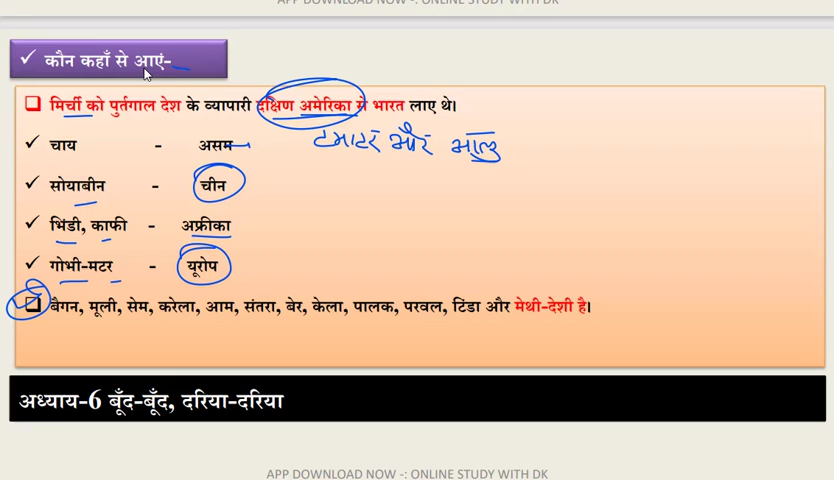 APP DOWNLOAD NOW -: ONLINE STUDY WITH DK
✓ कौन कहाँ से आएं-
❑ मिर्ची को पुर्तगाल देश के व्यापारी दक्षिण अमेरिका से भारत लाए थे।
✓ चाय - असम
टमाटर और आलु
✓ सोयाबीन - चीन
✓ भिंडी, काफी - अफ्रीका
✓ गोभी-मटर - यूरोप
❑ बैगन, मूली, सेम, करेला, आम, संतरा, बेर, केला, पालक, परवल, टिंडा और मेथी-देशी है।
अध्याय-6 बूँद-बूँद, दरिया-दरिया
APP DOWNLOAD NOW -: ONLINE STUDY WITH DK